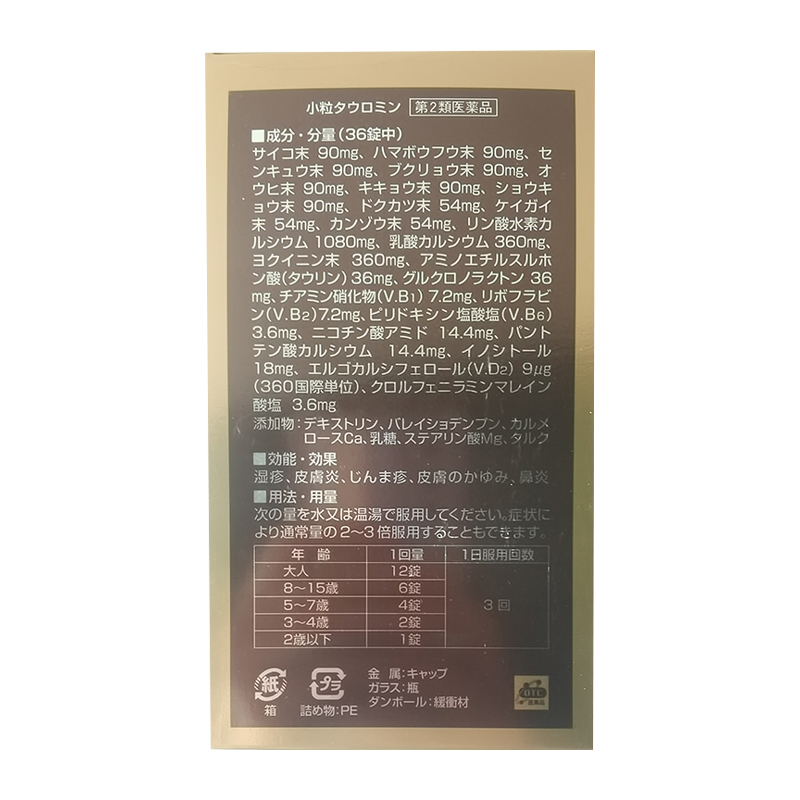 小粒タウロミン 第2類医薬品
■成分・分量(36錠中)
サイコ末 90mg、ハマボウフウ末 90mg、セ
ンキュウ末 90mg、ブクリョウ末 90mg、オ
ウヒ末 90mg、キキョウ末 90mg、ショウキ
ョウ末 90mg、ドクカツ末 54mg、ケイガイ
末 54mg、カンゾウ末 54mg、リン酸水素カ
ルシウム 1080mg、乳酸カルシウム 360mg、
ヨクイニン末 360mg、アミノエチルスルホ
ン酸(タウリン)36mg、グルクロノラクトン 36
mg、チアミン硝化物(V.B1) 7.2mg、リボフラビ
ン(V.B2)7.2mg、ピリドキシン塩酸塩(V.B6)
3.6mg、ニコチン酸アミド 14.4mg、パント
テン酸カルシウム 14.4mg、イノシトール
18mg、エルゴカルシフェロール(V.D2) 9μg
(360国際単位)、クロルフェニラミンマレイン
酸塩 3.6mg
添加物:デキストリン、バレイショデンプン、カルメ
ロースCa、乳糖、ステアリン酸Mg、タルク
■効能・効果
湿疹、皮膚炎、じんま疹、皮膚のかゆみ、鼻炎
■用法・用量
次の量を水又は温湯で服用してください。症状に
より通常量の2〜3倍服用することもできます。
年齢 1回量 1日服用回数
大人 12錠
8〜15歳 6錠
5〜7歳 4錠 3回
3〜4歳 2錠
2歳以下 1錠
紙 箱
プラ 詰め物:PE
金属:キャップ
ガラス:瓶
ダンボール:緩衝材
OTC
医薬品